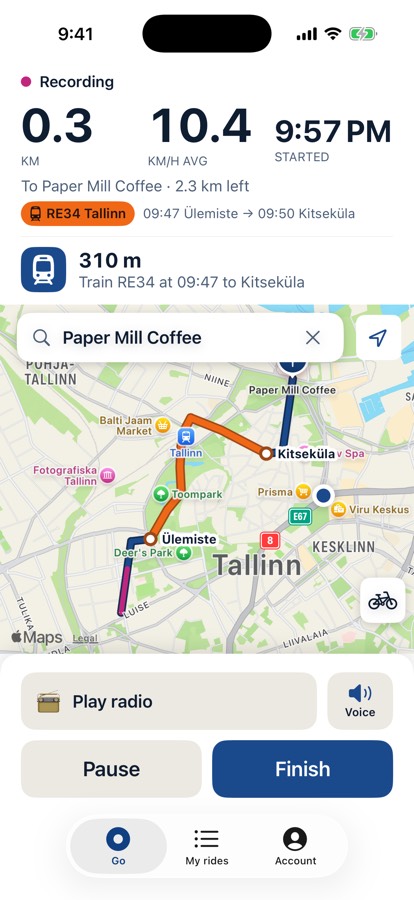 9:41
Recording
0.3
KM
10.4
KM/H AVG
9:57 PM
STARTED
To Paper Mill Coffee · 2.3 km left
RE34 Tallinn
09:47 Ülemiste → 09:50 Kitseküla
310 m
Train RE34 at 09:47 to Kitseküla
Paper Mill Coffee
POHJA-
TALLINN
NIINE
Paper Mill Coffee
Balti Jaam
Market
Tallinn
Kitseküla
v Spa
Fotografiska
Tallinn
Toompark
Prisma
E67
Viru Keskus
Ülemiste
8
KESKLINN
Deer's Park
Tallinn
TULIKA
LUISE
LIIVALAIA
Maps
Legal
Play radio
Voice
Pause
Finish
Go
My rides
Account